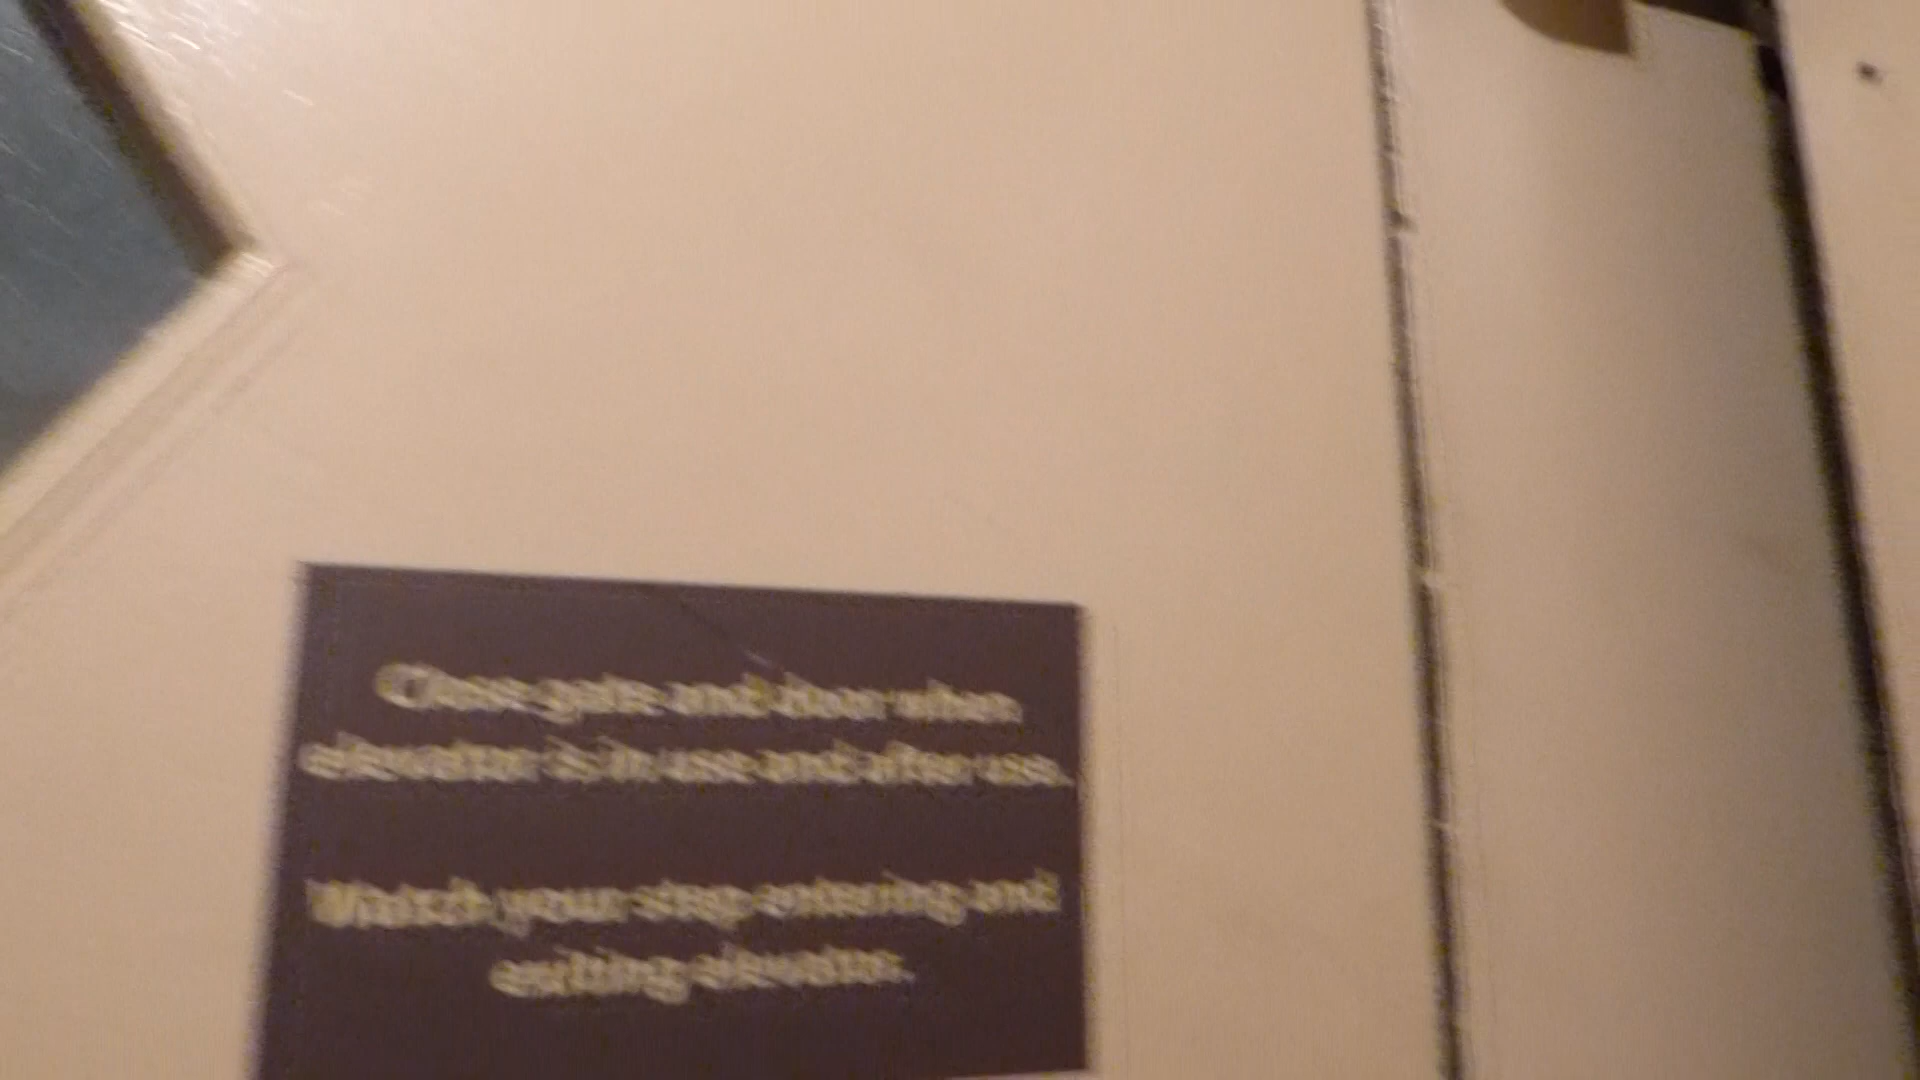 Close gate and door when
elevator is in use and after use.
Watch your step entering and
exiting elevator.